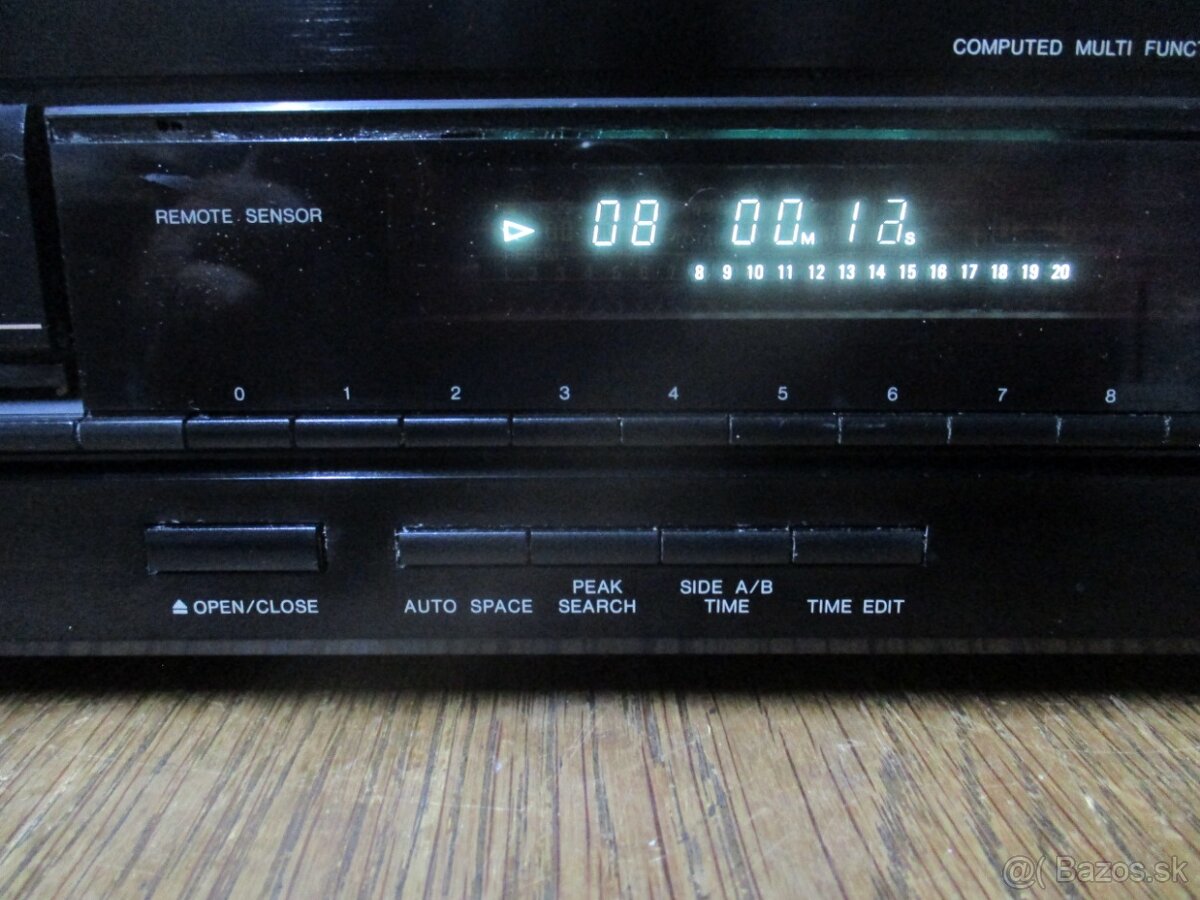 COMPUTED MULTI FUNCT
REMOTE SENSOR
08 00M 12S
8 9 10 11 12 13 14 15 16 17 18 19 20
0 1 2 3 4 5 6 7 8
OPEN/CLOSE
AUTO SPACE
PEAK
SEARCH
SIDE A/B
TIME
TIME EDIT
@( Bazos.sk